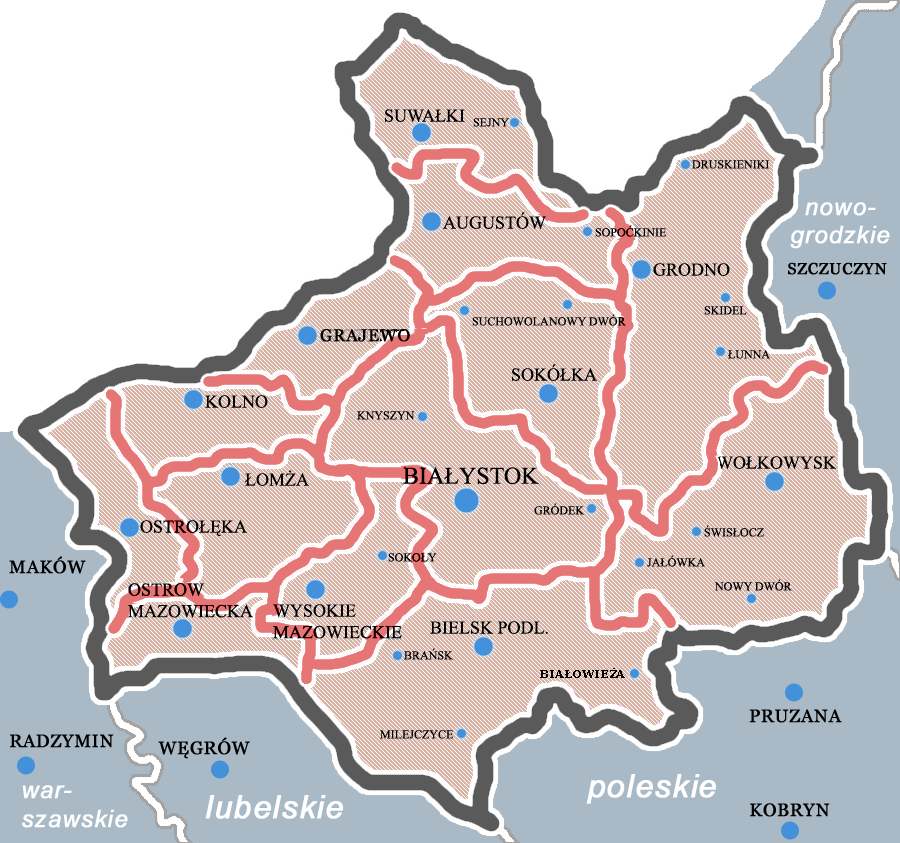 SUWAŁKI
SEJNY
DRUSKIENIKI
nowo-
grodzkie
AUGUSTÓW
SOPOĆKINIE
SZCZUCZYN
GRODNO
SKIDEL
SUCHOWOLA
NOWY DWÓR
GRAJEWO
ŁUNNA
SOKÓŁKA
KOLNO
KNYSZYN
WOŁKOWYSK
BIAŁYSTOK
ŁOMŻA
GRÓDEK
OSTROŁĘKA
ŚWISŁOCZ
SOKOŁY
JAŁÓWKA
MAKÓW
NOWY DWÓR
OSTRÓW
MAZOWIECKA
WYSOKIE
MAZOWIECKIE
BIELSK PODL.
BRAŃSK
BIAŁOWIEŻA
PRUZANA
MILEJCZYCE
RADZYMIN
WĘGRÓW
war-
szawskie
lubelskie
poleskie
KOBRYN